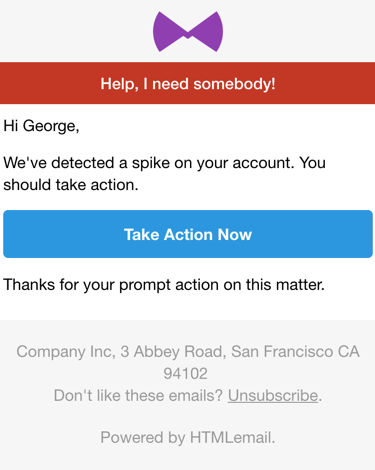 Help, I need somebody!
Hi George,
We've detected a spike on your account. You
should take action.
Take Action Now
Thanks for your prompt action on this matter.
Company Inc, 3 Abbey Road, San Francisco CA
94102
Don't like these emails? Unsubscribe.
Powered by HTMLemail.